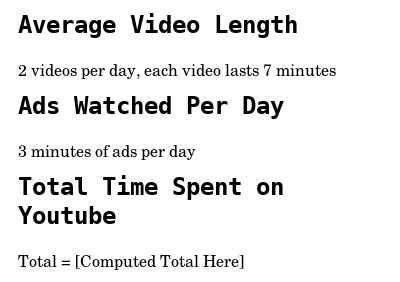 Average Video Length
2 videos per day, each video lasts 7 minutes
Ads Watched Per Day
3 minutes of ads per day
Total Time Spent on
Youtube
Total = [Computed Total Here]